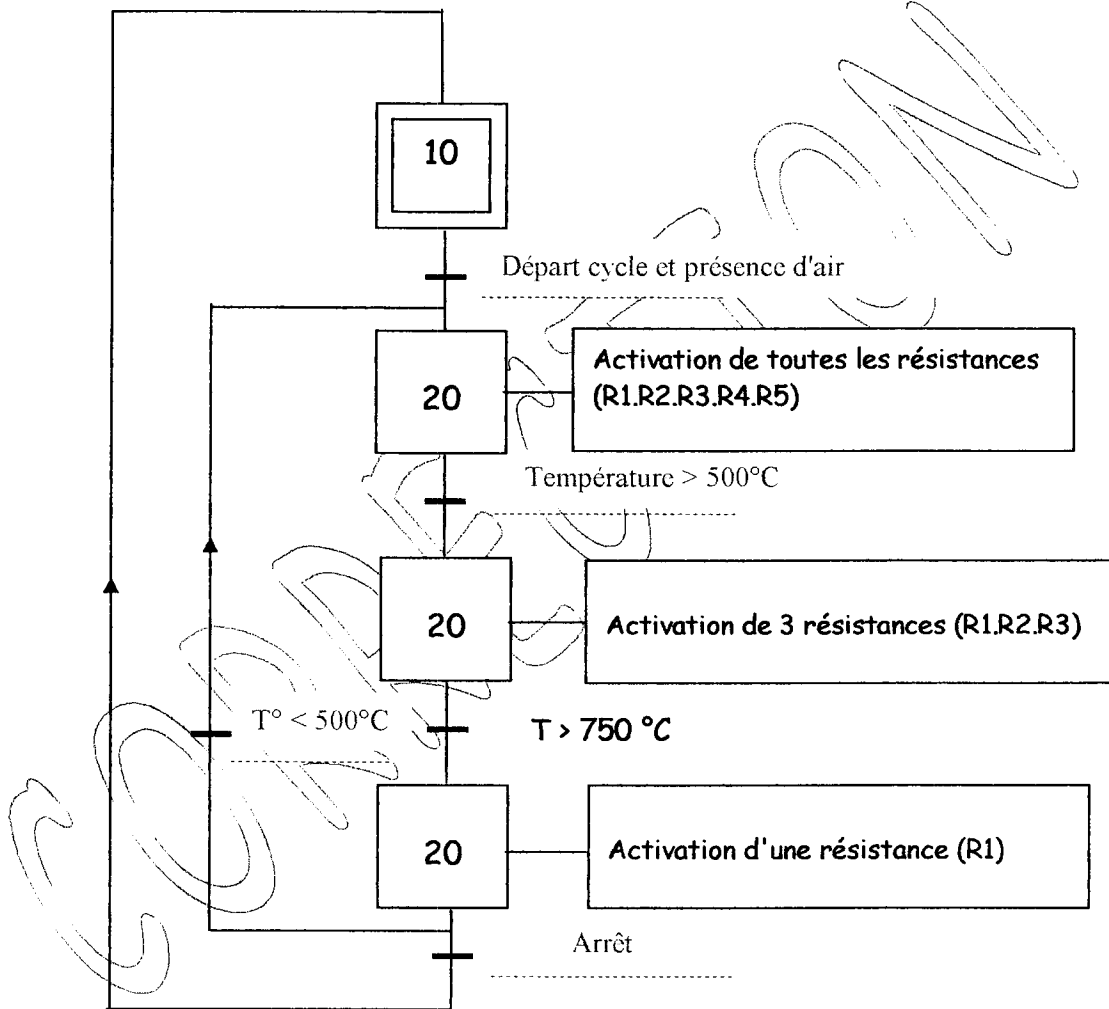 10
Départ cycle et présence d'air
20
Activation de toutes les résistances
(R1.R2.R3.R4.R5)
Température > 500°C
20
Activation de 3 résistances (R1.R2.R3)
T° < 500°C
T > 750 °C
20
Activation d'une résistance (R1)
Arrêt